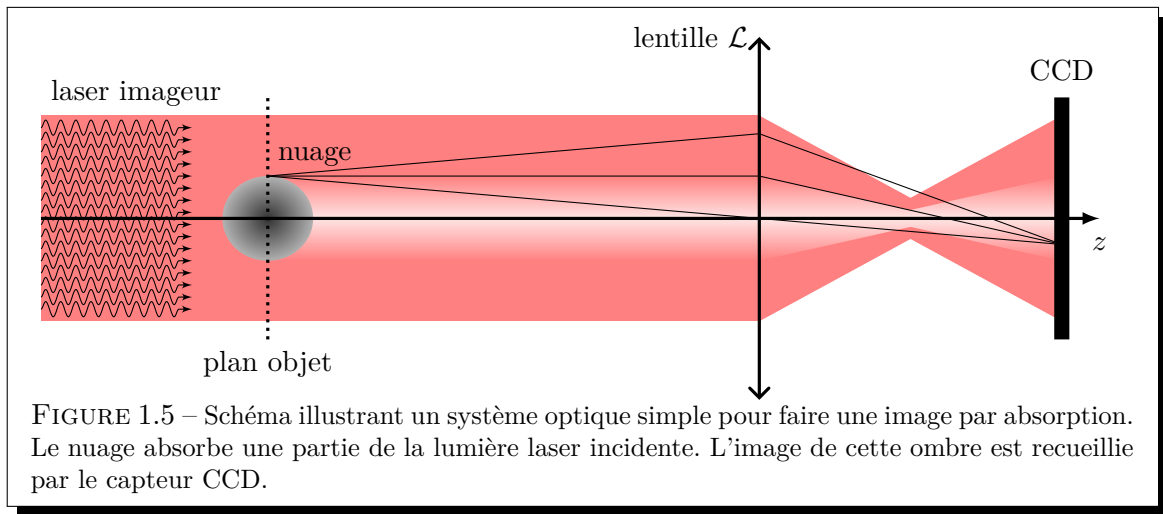 lentille ℒ
CCD
laser imageur
nuage
z
plan objet
FIGURE 1.5 – Schéma illustrant un système optique simple pour faire une image par absorption.
Le nuage absorbe une partie de la lumière laser incidente. L'image de cette ombre est recueillie
par le capteur CCD.